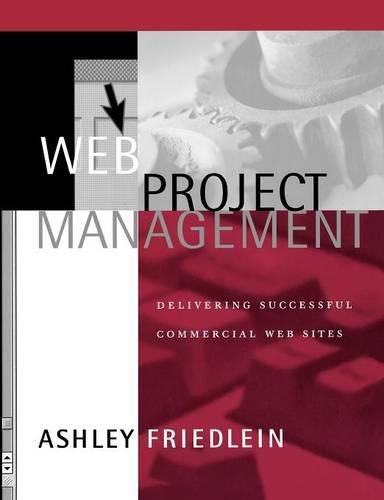 WEB
PROJECT
MANAGEMENT
DELIVERING SUCCESSFUL
COMMERCIAL WEB SITES
ASHLEY FRIEDLEIN